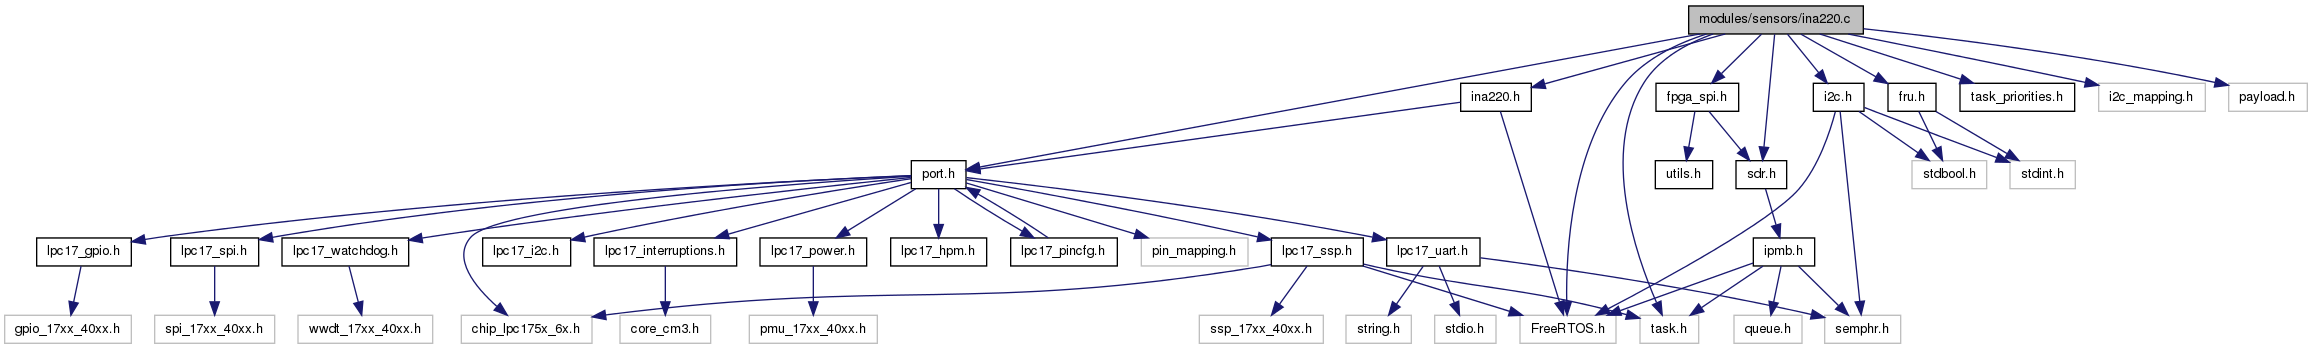 modules/sensors/ina220.c
ina220.h
fpga_spi.h
i2c.h
fru.h
task_priorities.h
i2c_mapping.h
payload.h
port.h
utils.h
sdr.h
stdbool.h
stdint.h
lpc17_gpio.h
lpc17_spi.h
lpc17_watchdog.h
lpc17_i2c.h
lpc17_interruptions.h
lpc17_power.h
lpc17_hpm.h
lpc17_pincfg.h
pin_mapping.h
lpc17_ssp.h
lpc17_uart.h
ipmb.h
gpio_17xx_40xx.h
spi_17xx_40xx.h
wwdt_17xx_40xx.h
chip_lpc175x_6x.h
core_cm3.h
pmu_17xx_40xx.h
ssp_17xx_40xx.h
string.h
stdio.h
FreeRTOS.h
task.h
queue.h
semphr.h